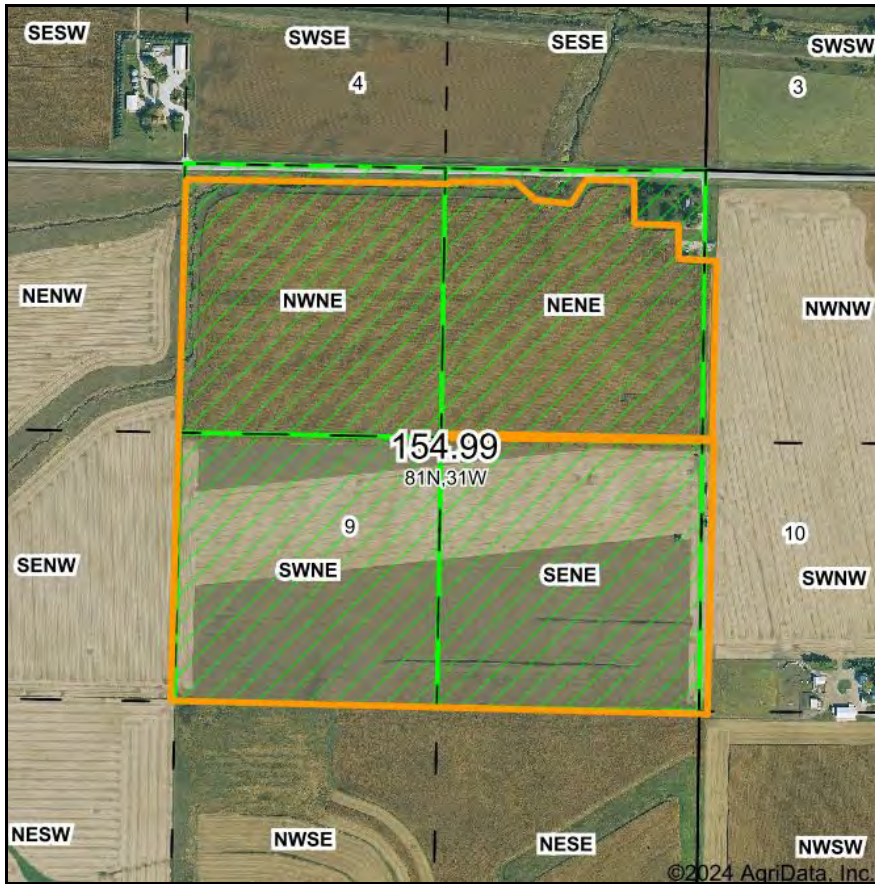 SESW
SWSE
SESE
SWSW
4
3
NENW
NWNE
NENE
NWNW
154.99
81N,31W
9
10
SENW
SWNE
SENE
SWNW
NESW
NWSE
NESE
NWSW
©2024 AgriData, Inc.